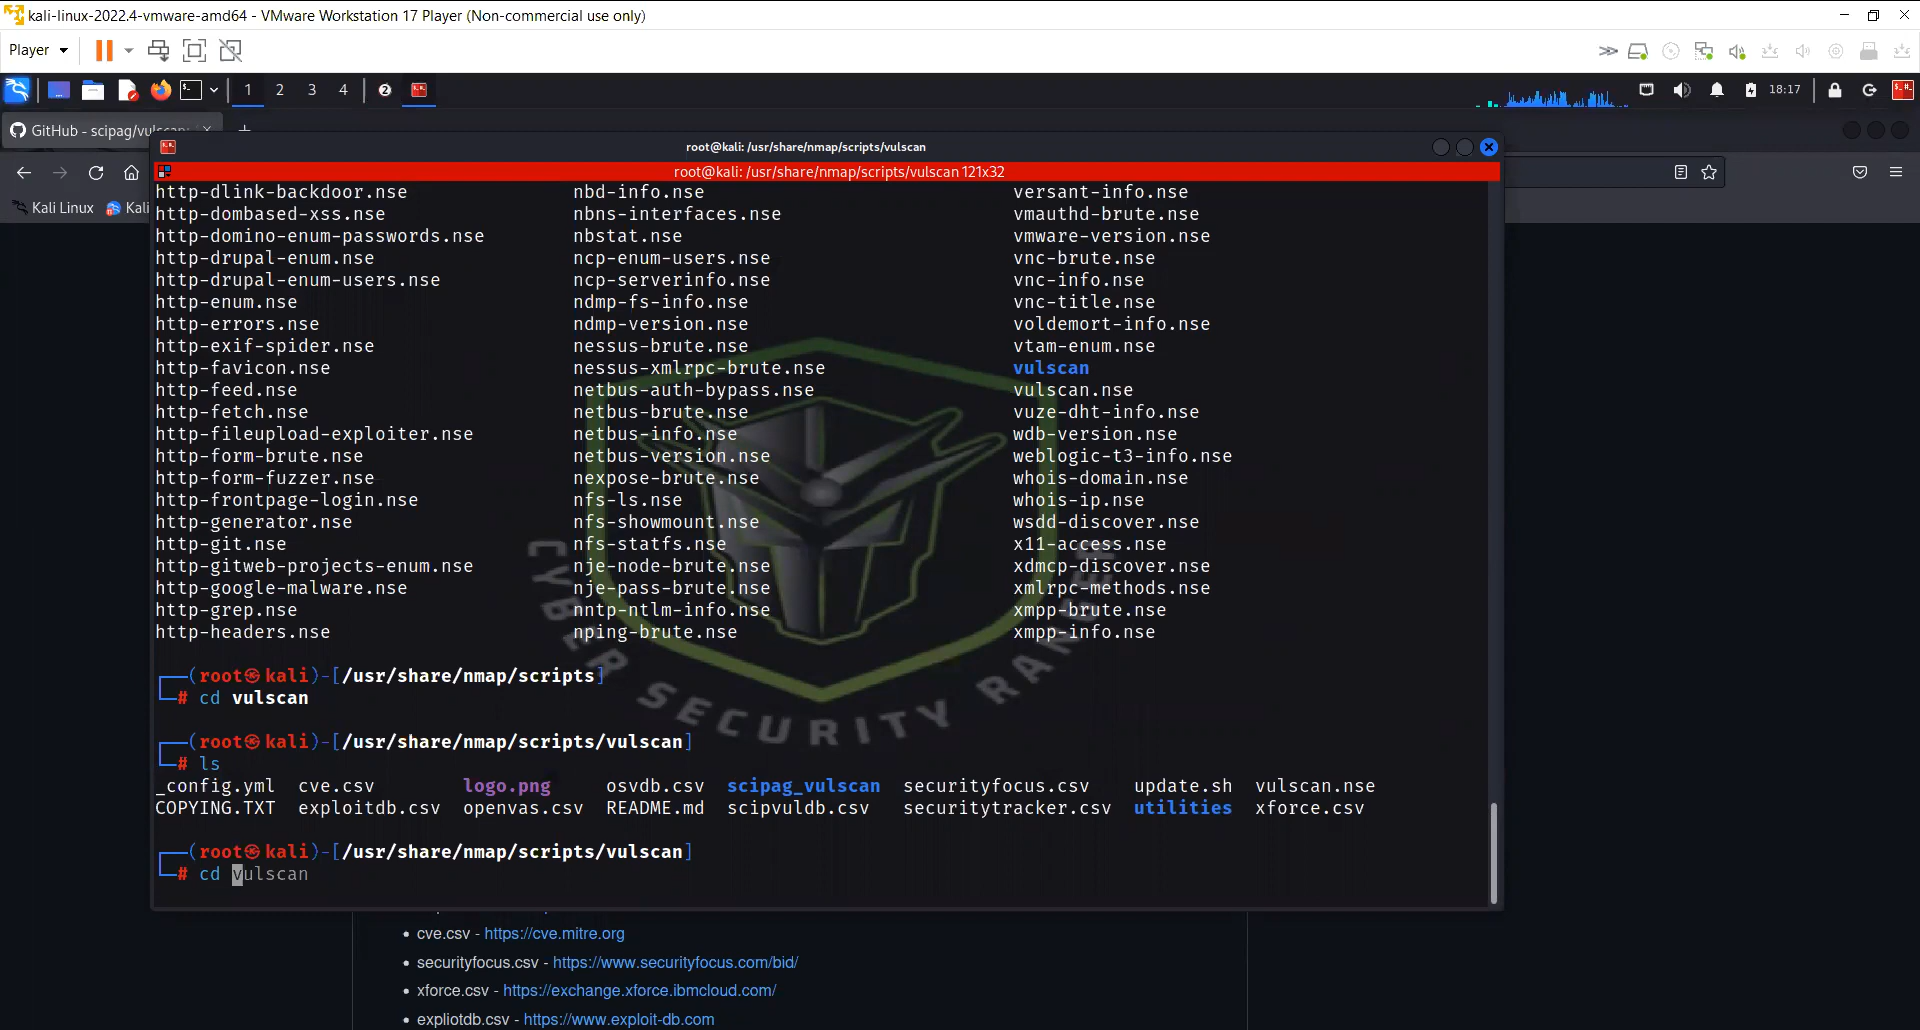 kali-linux-2022.4-vmware-amd64 - VMware Workstation 17 Player (Non-commercial use only)
Player
1 2 3 4 2 18:17
GitHub - scipag/vulscan:
root@kali: /usr/share/nmap/scripts/vulscan
root@kali: /usr/share/nmap/scripts/vulscan 121x32
Kali Linux Kali
http-dlink-backdoor.nse nbd-info.nse versant-info.nse
http-dombased-xss.nse nbns-interfaces.nse vmauthd-brute.nse
http-domino-enum-passwords.nse nbstat.nse vmware-version.nse
http-drupal-enum.nse ncp-enum-users.nse vnc-brute.nse
http-drupal-enum-users.nse ncp-serverinfo.nse vnc-info.nse
http-enum.nse ndmp-fs-info.nse vnc-title.nse
http-errors.nse ndmp-version.nse voldemort-info.nse
http-exif-spider.nse nessus-brute.nse vtam-enum.nse
http-favicon.nse nessus-xmlrpc-brute.nse vulscan
http-feed.nse netbus-auth-bypass.nse vulscan.nse
http-fetch.nse netbus-brute.nse vuze-dht-info.nse
http-fileupload-exploiter.nse netbus-info.nse wdb-version.nse
http-form-brute.nse netbus-version.nse weblogic-t3-info.nse
http-form-fuzzer.nse nexpose-brute.nse whois-domain.nse
http-frontpage-login.nse nfs-ls.nse whois-ip.nse
http-generator.nse nfs-showmount.nse wsdd-discover.nse
http-git.nse nfs-statfs.nse x11-access.nse
http-gitweb-projects-enum.nse nje-node-brute.nse xdmcp-discover.nse
http-google-malware.nse nje-pass-brute.nse xmlrpc-methods.nse
http-grep.nse nntp-ntlm-info.nse xmpp-brute.nse
http-headers.nse nping-brute.nse xmpp-info.nse
CYBER SECURITY RANGER
┌──(root㉿kali)-[/usr/share/nmap/scripts]
└─# cd vulscan
┌──(root㉿kali)-[/usr/share/nmap/scripts/vulscan]
└─# ls
_config.yml cve.csv logo.png osvdb.csv scipag_vulscan securityfocus.csv update.sh vulscan.nse
COPYING.TXT exploitdb.csv openvas.csv README.md scipvuldb.csv securitytracker.csv utilities xforce.csv
┌──(root㉿kali)-[/usr/share/nmap/scripts/vulscan]
└─# cd vulscan
• cve.csv - https://cve.mitre.org
• securityfocus.csv - https://www.securityfocus.com/bid/
• xforce.csv - https://exchange.xforce.ibmcloud.com/
• expliotdb.csv - https://www.exploit-db.com